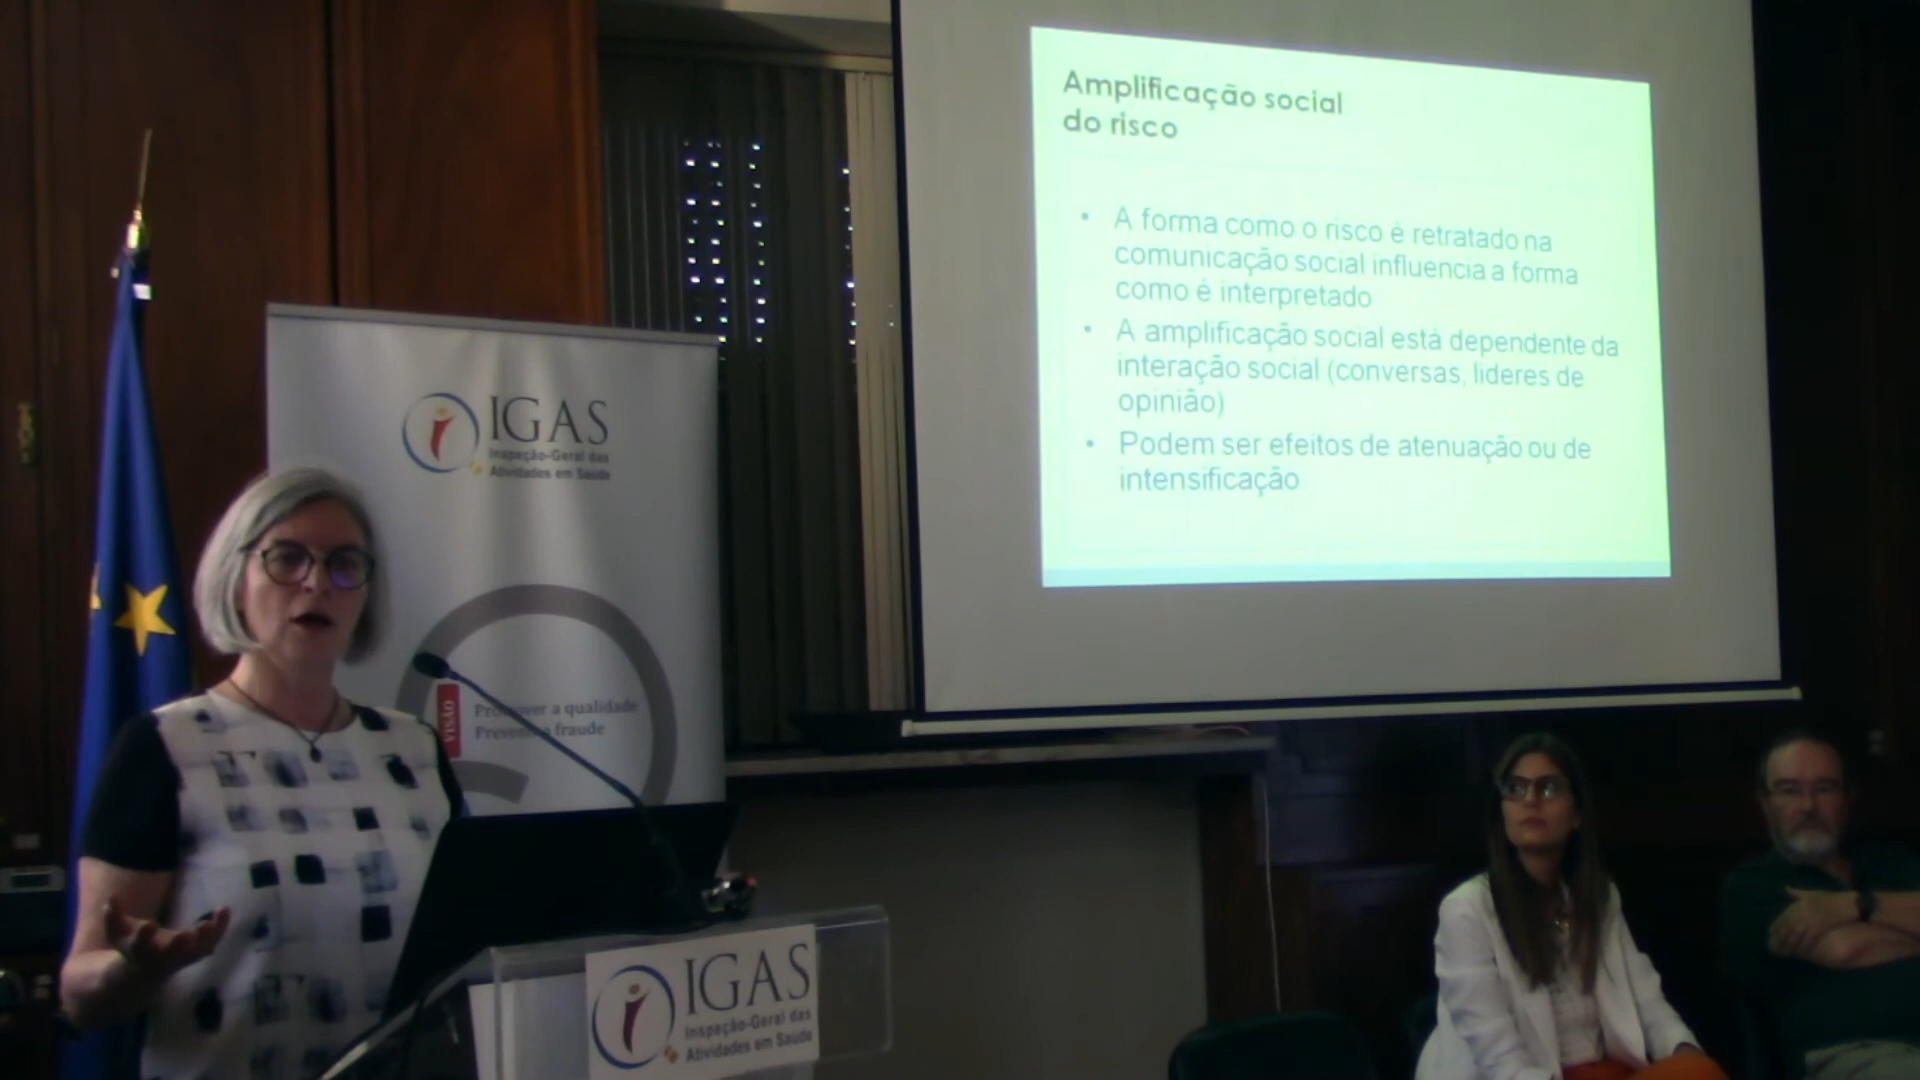 Amplificação social
do risco
• A forma como o risco é retratado na
comunicação social influencia a forma
como é interpretado
• A amplificação social está dependente da
interação social (conversas, lideres de
opinião)
• Podem ser efeitos de atenuação ou de
intensificação
IGAS
Inspeção-Geral das
Atividades em Saúde
VISÃO
Promover a qualidade
Prevenir a fraude
IGAS
Inspeção-Geral das
Atividades em Saúde